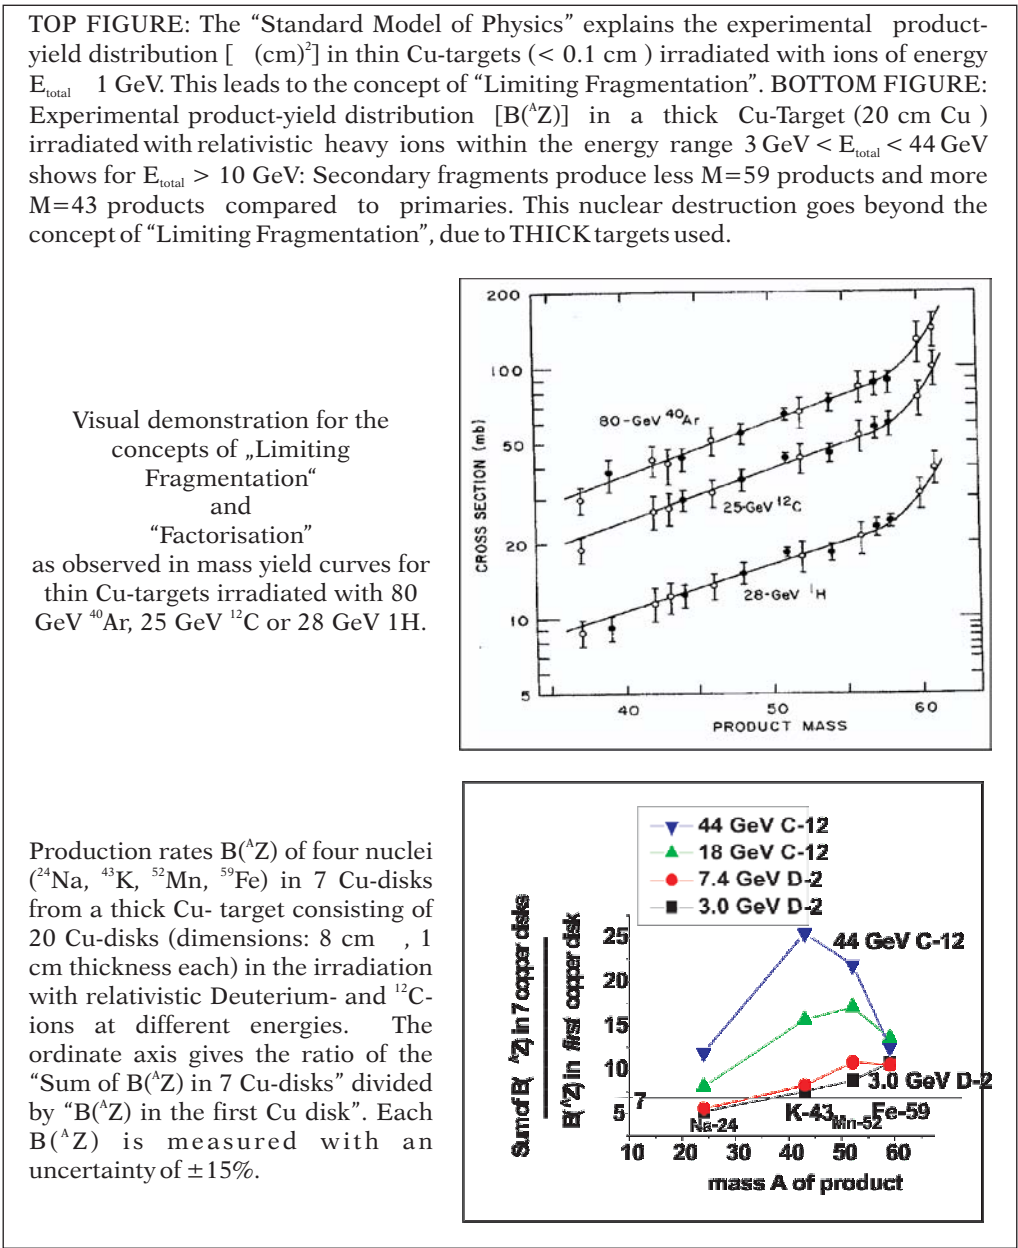 TOP FIGURE: The “Standard Model of Physics” explains the experimental product-
yield distribution [ (cm)²] in thin Cu-targets (< 0.1 cm ) irradiated with ions of energy
E_total 1 GeV. This leads to the concept of “Limiting Fragmentation”. BOTTOM FIGURE:
Experimental product-yield distribution [B(ᴬZ)] in a thick Cu-Target (20 cm Cu )
irradiated with relativistic heavy ions within the energy range 3 GeV < E_total < 44 GeV
shows for E_total > 10 GeV: Secondary fragments produce less M=59 products and more
M=43 products compared to primaries. This nuclear destruction goes beyond the
concept of “Limiting Fragmentation”, due to THICK targets used.
Visual demonstration for the
concepts of „Limiting
Fragmentation“
and
“Factorisation”
as observed in mass yield curves for
thin Cu-targets irradiated with 80
GeV ⁴⁰Ar, 25 GeV ¹²C or 28 GeV 1H.
200
100
50
20
10
5
CROSS SECTION (mb)
80-GeV ⁴⁰Ar
25-GeV ¹²C
28-GeV ¹H
40 50 60
PRODUCT MASS
Production rates B(ᴬZ) of four nuclei
(²⁴Na, ⁴³K, ⁵²Mn, ⁵⁹Fe) in 7 Cu-disks
from a thick Cu- target consisting of
20 Cu-disks (dimensions: 8 cm , 1
cm thickness each) in the irradiation
with relativistic Deuterium- and ¹²C-
ions at different energies. The
ordinate axis gives the ratio of the
“Sum of B(ᴬZ) in 7 Cu-disks” divided
by “B(ᴬZ) in the first Cu disk”. Each
B(ᴬZ) is measured with an
uncertainty of ±15%.
44 GeV C-12
18 GeV C-12
7.4 GeV D-2
3.0 GeV D-2
Sum of B( ᴬZ) in 7 copper disks
B(ᴬZ) in first copper disk
25
20
15
10
5
7
44 GeV C-12
3.0 GeV D-2
Na-24
K-43
Mn-52
Fe-59
10 20 30 40 50 60
mass A of product